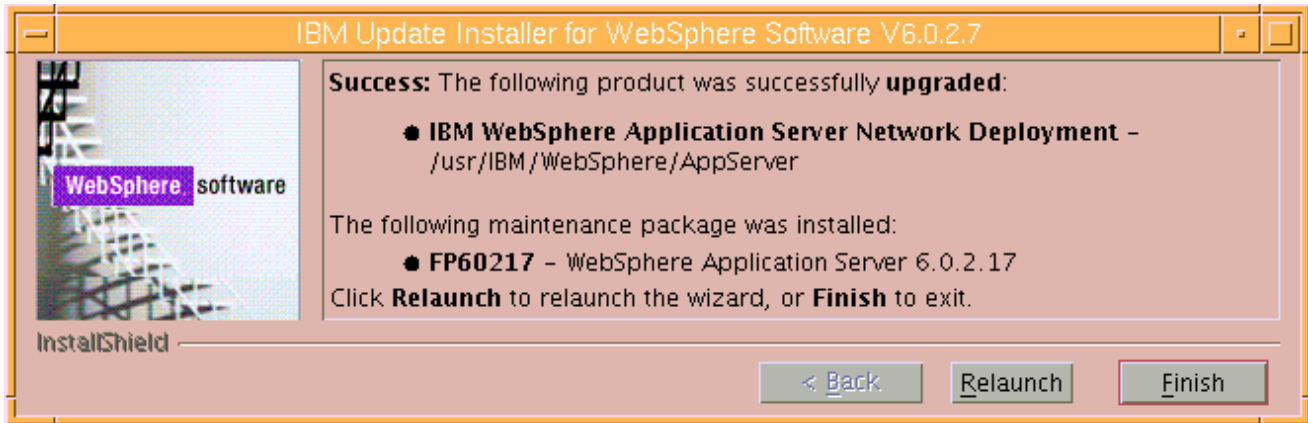 IBM Update Installer for WebSphere Software V6.0.2.7
Success: The following product was successfully upgraded:
● IBM WebSphere Application Server Network Deployment –
/usr/IBM/WebSphere/AppServer
WebSphere. software
The following maintenance package was installed:
● FP60217 – WebSphere Application Server 6.0.2.17
Click Relaunch to relaunch the wizard, or Finish to exit.
InstallShield
< Back
Relaunch
Finish